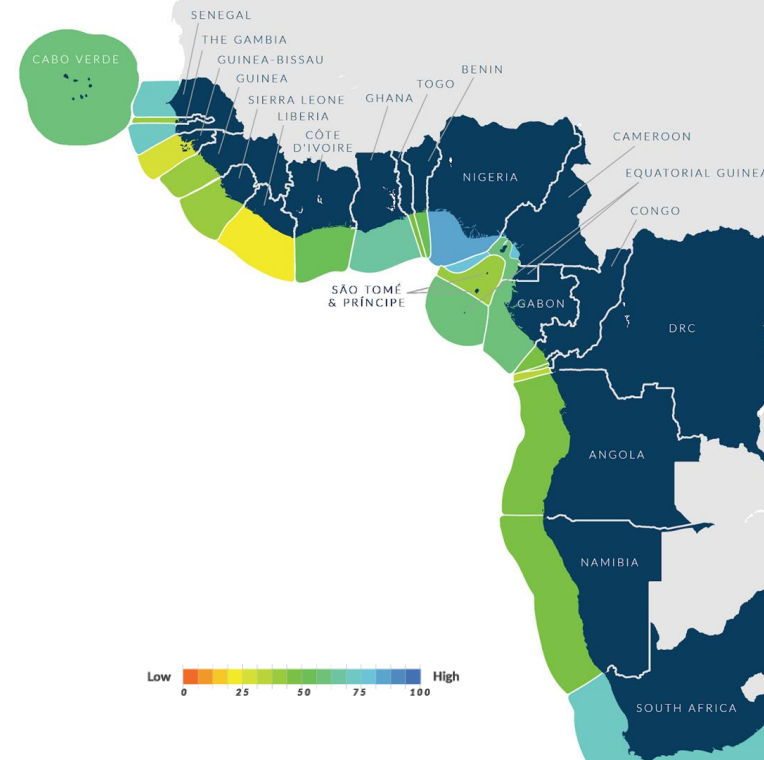 SENEGAL
THE GAMBIA
CABO VERDE
GUINEA-BISSAU
GUINEA
BENIN
TOGO
SIERRA LEONE
GHANA
LIBERIA
CÔTE
D'IVOIRE
CAMEROON
EQUATORIAL GUINEA
NIGERIA
CONGO
SÃO TOMÉ
& PRÍNCIPE
GABON
DRC
ANGOLA
NAMIBIA
Low
High
0 25 50 75 100
SOUTH AFRICA